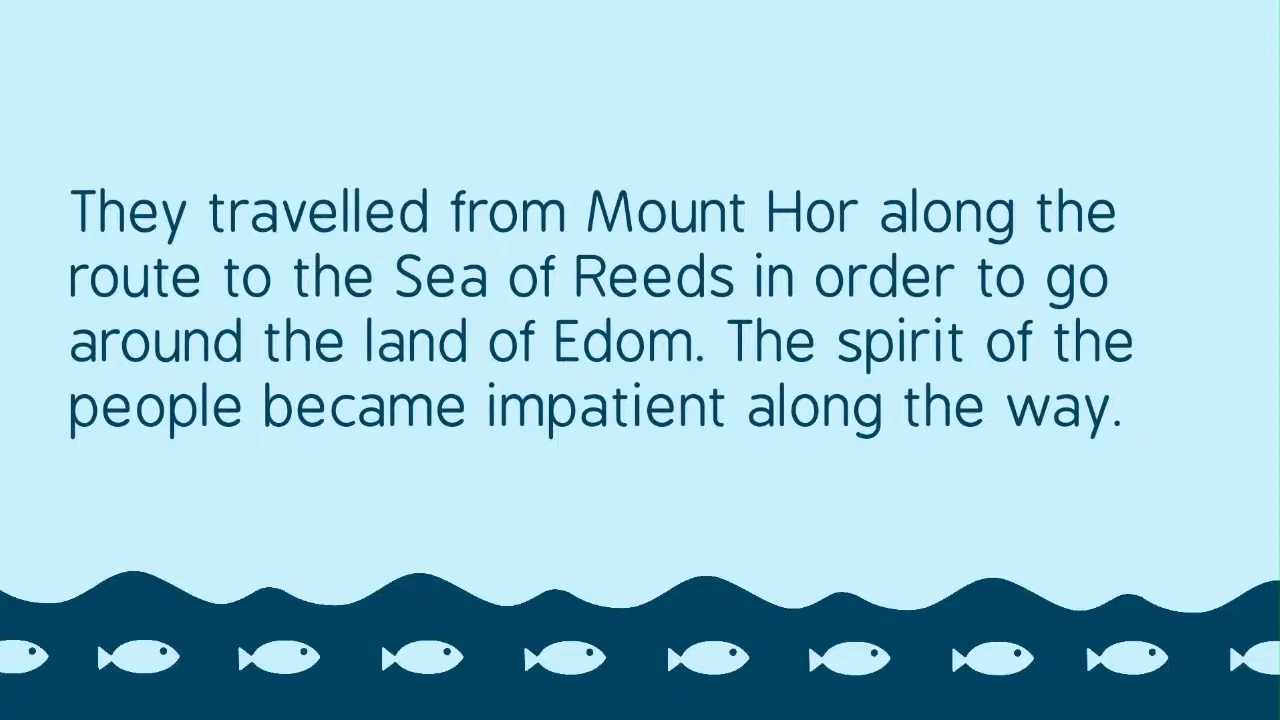 They travelled from Mount Hor along the
route to the Sea of Reeds in order to go
around the land of Edom. The spirit of the
people became impatient along the way.